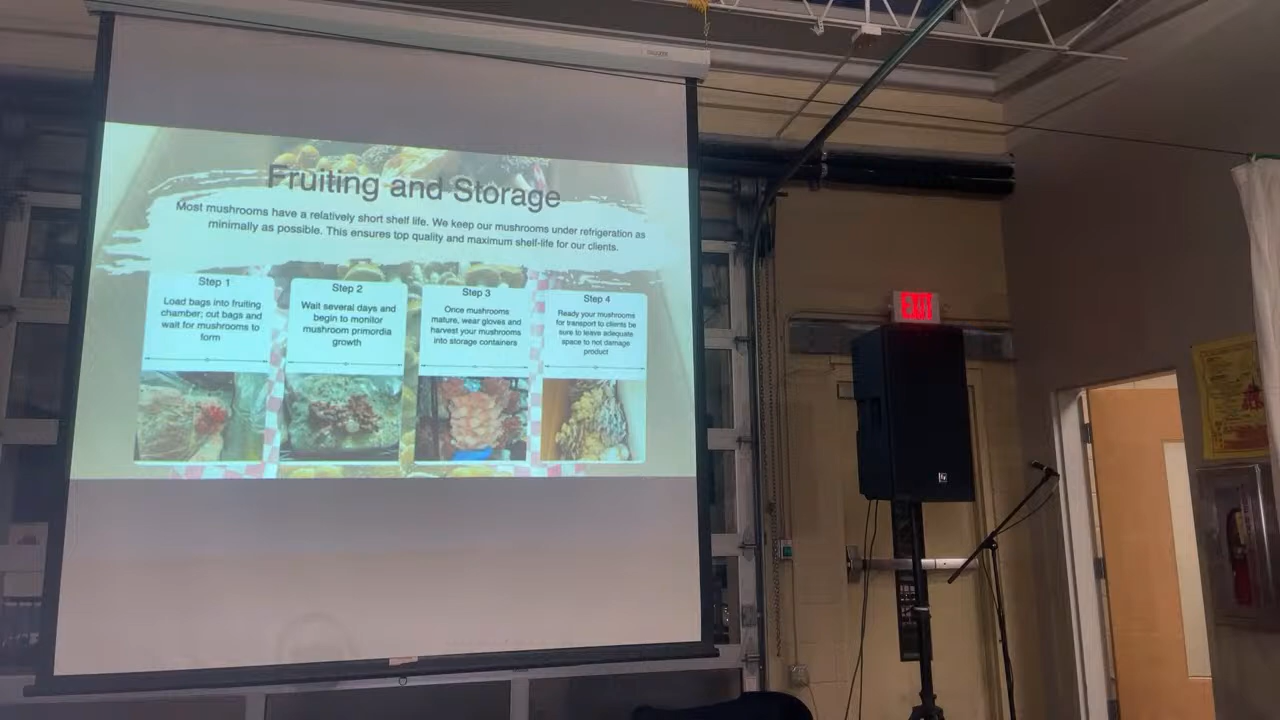 Fruiting and Storage
Most mushrooms have a relatively short shelf life. We keep our mushrooms under refrigeration as
minimally as possible. This ensures top quality and maximum shelf-life for our clients.
Step 1
Load bags into fruiting
chamber; cut bags and
wait for mushrooms to
form
Step 2
Wait several days and
begin to monitor
mushroom primordia
growth
Step 3
Once mushrooms
mature, wear gloves and
harvest your mushrooms
into storage containers
Step 4
Ready your mushrooms
for transport to clients be
sure to leave adequate
space to not damage
product
EXIT